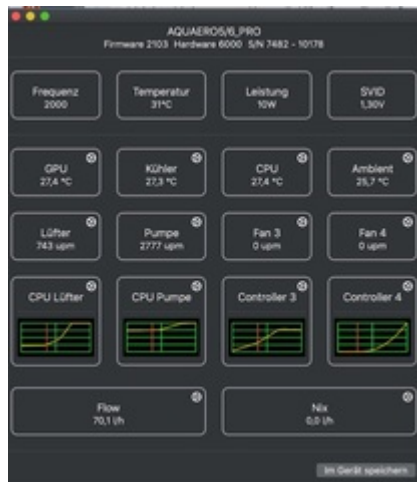 AQUAERO5/6_PRO
Firmware 2103 Hardware 6000 S/N 7482 - 10178
Frequenz
2000
Temperatur
31°C
Leistung
10W
SVID
1,30V
GPU
27,4 °C
Kühler
27,3 °C
CPU
27,4 °C
Ambient
25,7 °C
Lüfter
743 upm
Pumpe
2777 upm
Fan 3
0 upm
Fan 4
0 upm
CPU Lüfter
CPU Pumpe
Controller 3
Controller 4
Flow
70,1 l/h
Nix
0,0 l/h
Im Gerät speichern